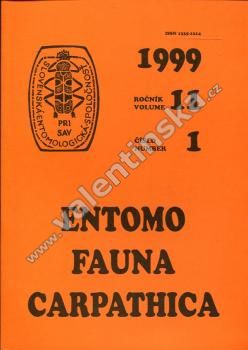 ISSN 1335-1214
1999
ROČNÍK
VOLUME 11
ČÍSLO
NUMBER 1
SLOVENSKÁ ENTOMOLOGICKÁ SPOLOČNOSŤ
PRI
SAV
ENTOMO
FAUNA
CARPATHICA
www.valentinska.cz